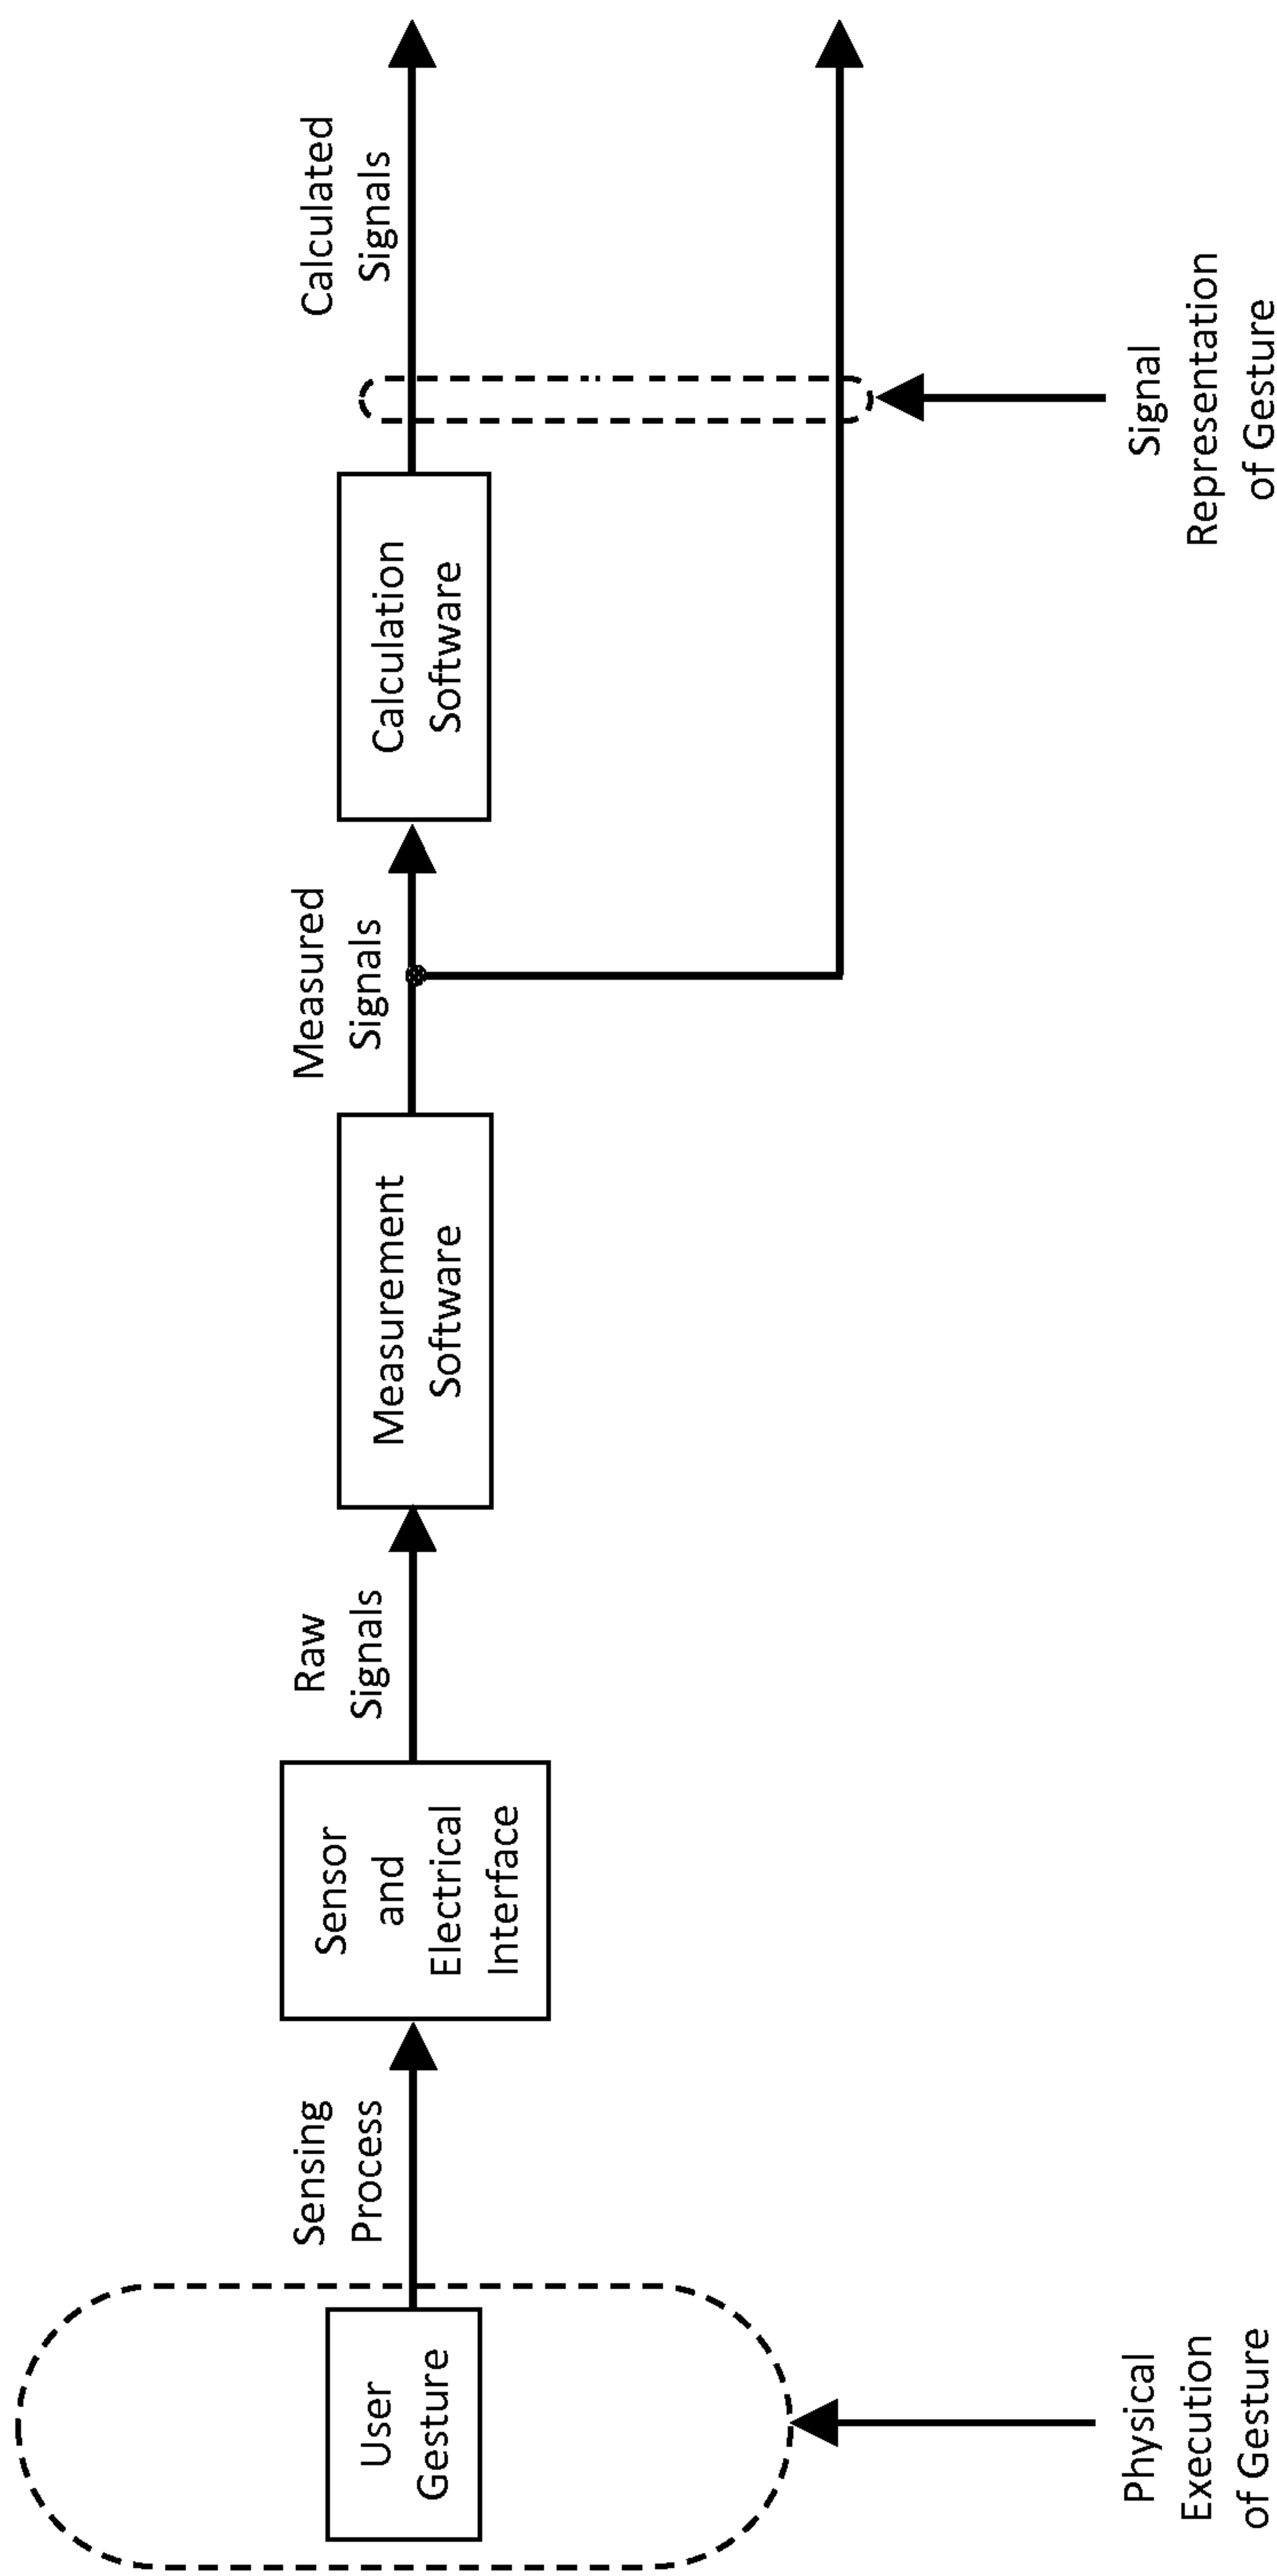 User
Gesture
Sensing
Process
Sensor
and
Electrical
Interface
Raw
Signals
Measurement
Software
Measured
Signals
Calculation
Software
Calculated
Signals
Physical
Execution
of Gesture
Signal
Representation
of Gesture